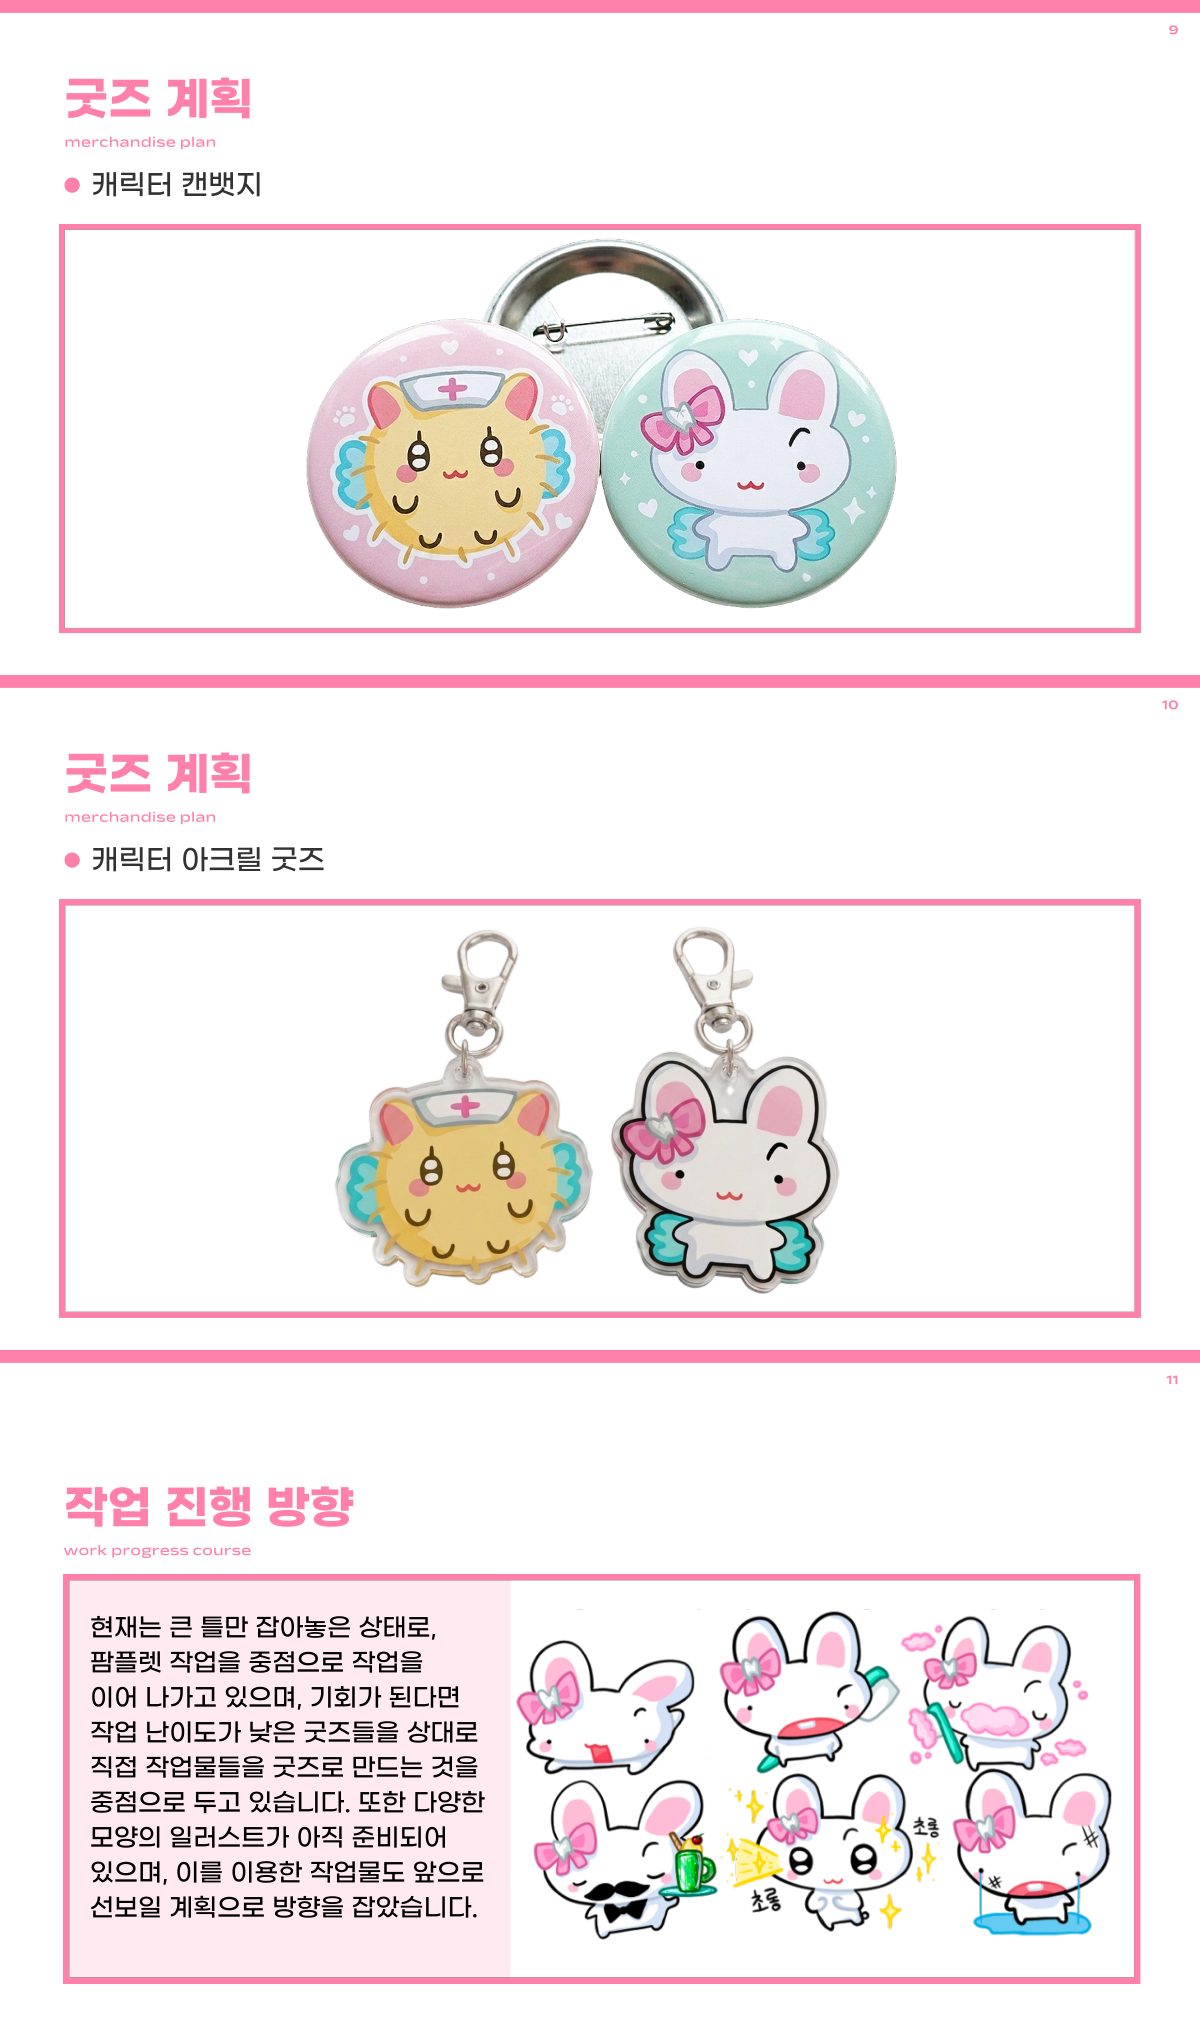 9
굿즈 계획
merchandise plan
캐릭터 캔뱃지
10
굿즈 계획
merchandise plan
캐릭터 아크릴 굿즈
11
작업 진행 방향
work progress course
현재는 큰 틀만 잡아놓은 상태로,
팜플렛 작업을 중점으로 작업을
이어 나가고 있으며, 기회가 된다면
작업 난이도가 낮은 굿즈들을 상대로
직접 작업물들을 굿즈로 만드는 것을
중점으로 두고 있습니다. 또한 다양한
모양의 일러스트가 아직 준비되어
있으며, 이를 이용한 작업물도 앞으로
선보일 계획으로 방향을 잡았습니다.
초롱
초롱